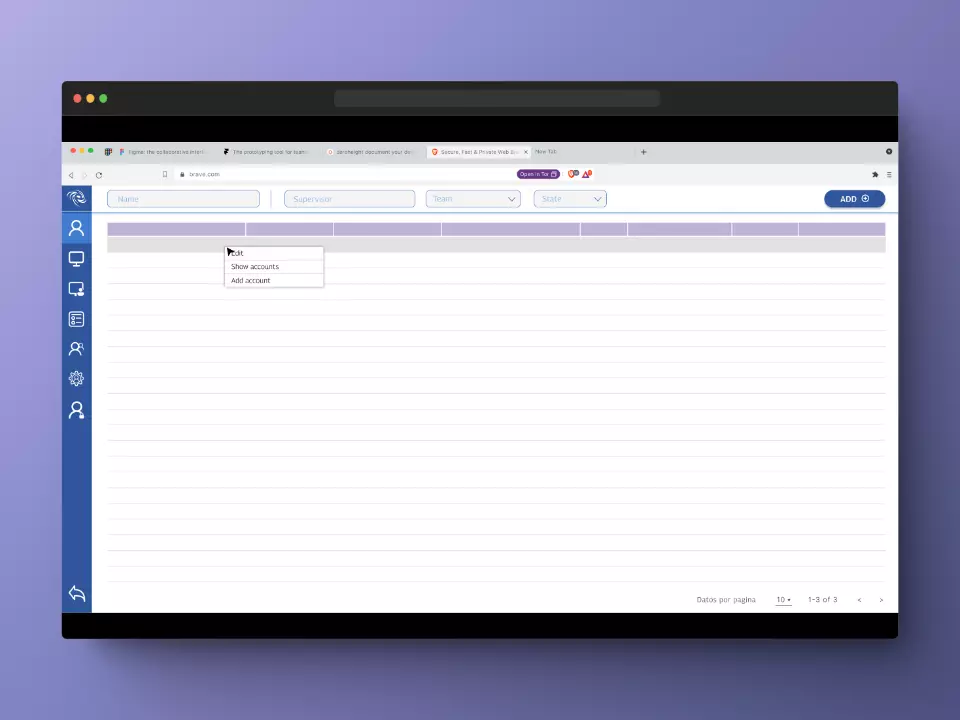 Figma: the collaborative interf
The prototyping tool for teams
zeroheight document your de
Secure, Fast & Private Web Bro
New Tab
brave.com
Open in Tor
Name
Supervisor
Team
State
ADD
Edit
Show accounts
Add account
Datos por pagina
10
1-3 of 3